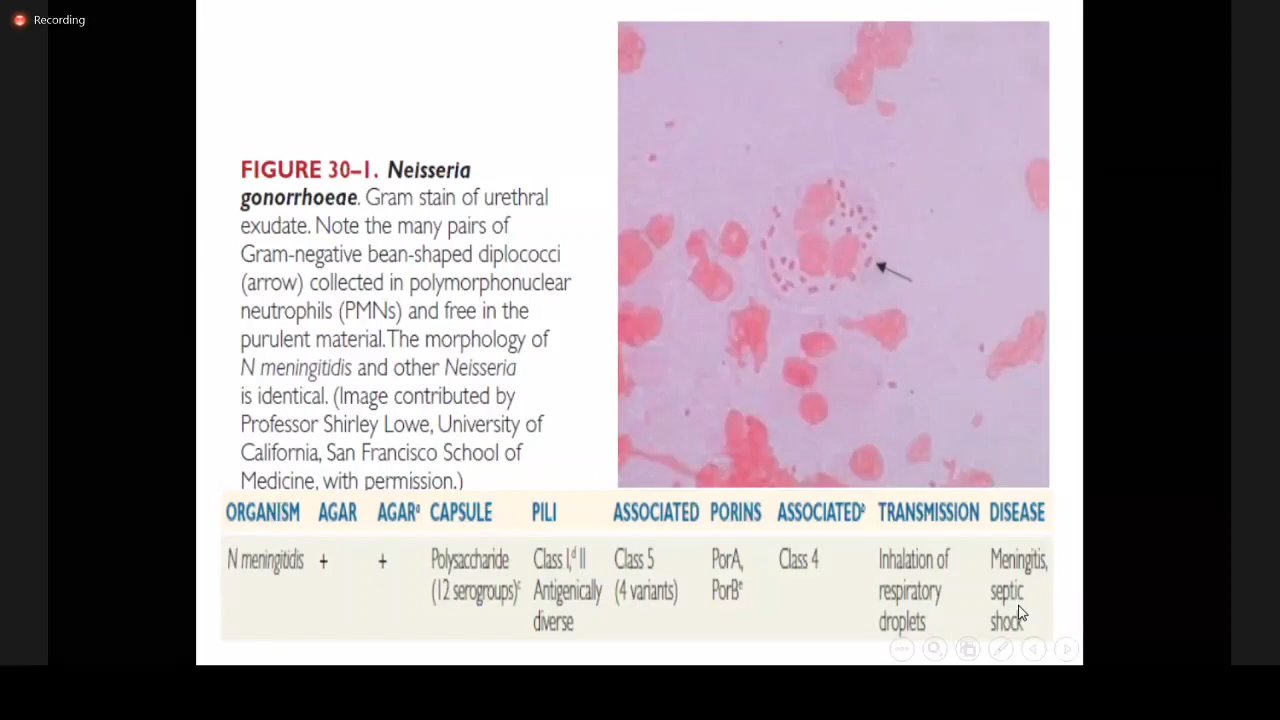 Recording
FIGURE 30–1. Neisseria
gonorrhoeae. Gram stain of urethral
exudate. Note the many pairs of
Gram-negative bean-shaped diplococci
(arrow) collected in polymorphonuclear
neutrophils (PMNs) and free in the
purulent material. The morphology of
N meningitidis and other Neisseria
is identical. (Image contributed by
Professor Shirley Lowe, University of
California, San Francisco School of
Medicine, with permission.)
ORGANISM AGAR AGARᵃ CAPSULE PILI ASSOCIATED PORINS ASSOCIATEDᵇ TRANSMISSION DISEASE
N meningitidis + + Polysaccharide Class I,ᵈ II Class 5 PorA, Class 4 Inhalation of Meningitis,
(12 serogroups)ᶜ Antigenically (4 variants) PorBᵉ respiratory septic
diverse droplets shock